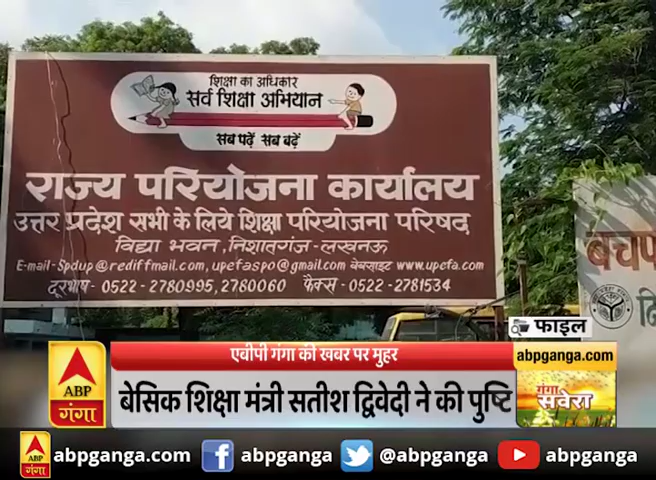 शिक्षा का अधिकार
सर्व शिक्षा अभियान
सब पढ़ें सब बढ़ें
राज्य परियोजना कार्यालय
उत्तर प्रदेश सभी के लिये शिक्षा परियोजना परिषद
विद्या भवन, निशातगंज-लखनऊ
E-mail-Spdup@rediffmail.com, upefaspo@gmail.com वेबसाइट www.upefa.com
दूरभाष- 0522-2780995, 2780060 फैक्स- 0522-2781534
फाइल
एबीपी गंगा की खबर पर मुहर
abpganga.com
ABP
गंगा
बेसिक शिक्षा मंत्री सतीश द्विवेदी ने की पुष्टि
गंगा
सवेरा
ABP
गंगा
abpganga.com
abpganga
@abpganga
abpganga